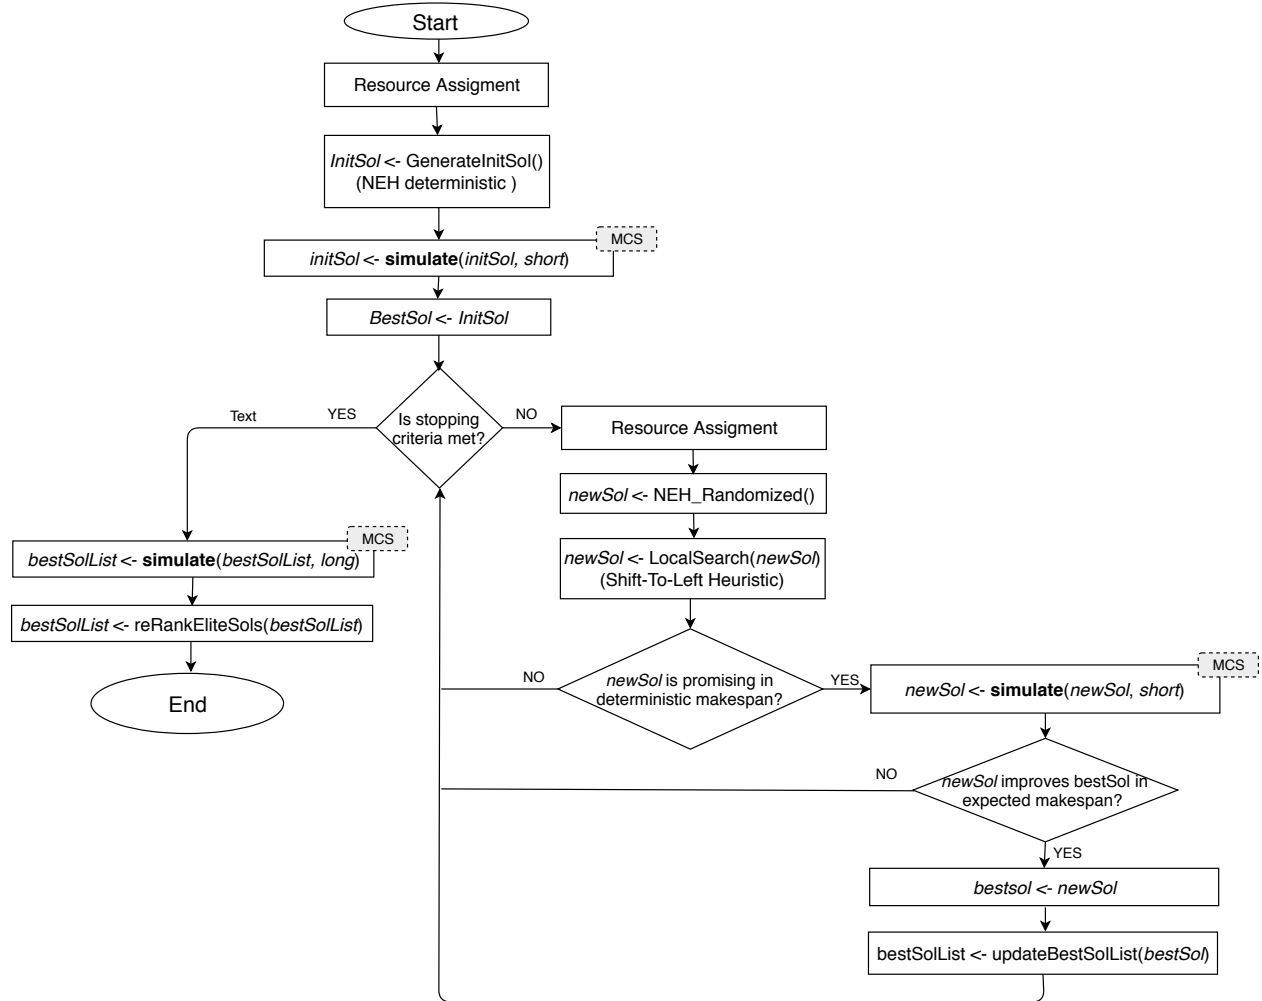 Start
Resource Assigment
InitSol <- GenerateInitSol()
(NEH deterministic )
MCS
initSol <- simulate(initSol, short)
BestSol <- InitSol
Is stopping
criteria met?
YES
Text
NO
Resource Assigment
newSol <- NEH_Randomized()
newSol <- LocalSearch(newSol)
(Shift-To-Left Heuristic)
MCS
bestSolList <- simulate(bestSolList, long)
bestSolList <- reRankEliteSols(bestSolList)
End
newSol is promising in
deterministic makespan?
NO
YES
MCS
newSol <- simulate(newSol, short)
newSol improves bestSol in
expected makespan?
NO
YES
bestsol <- newSol
bestSolList <- updateBestSolList(bestSol)